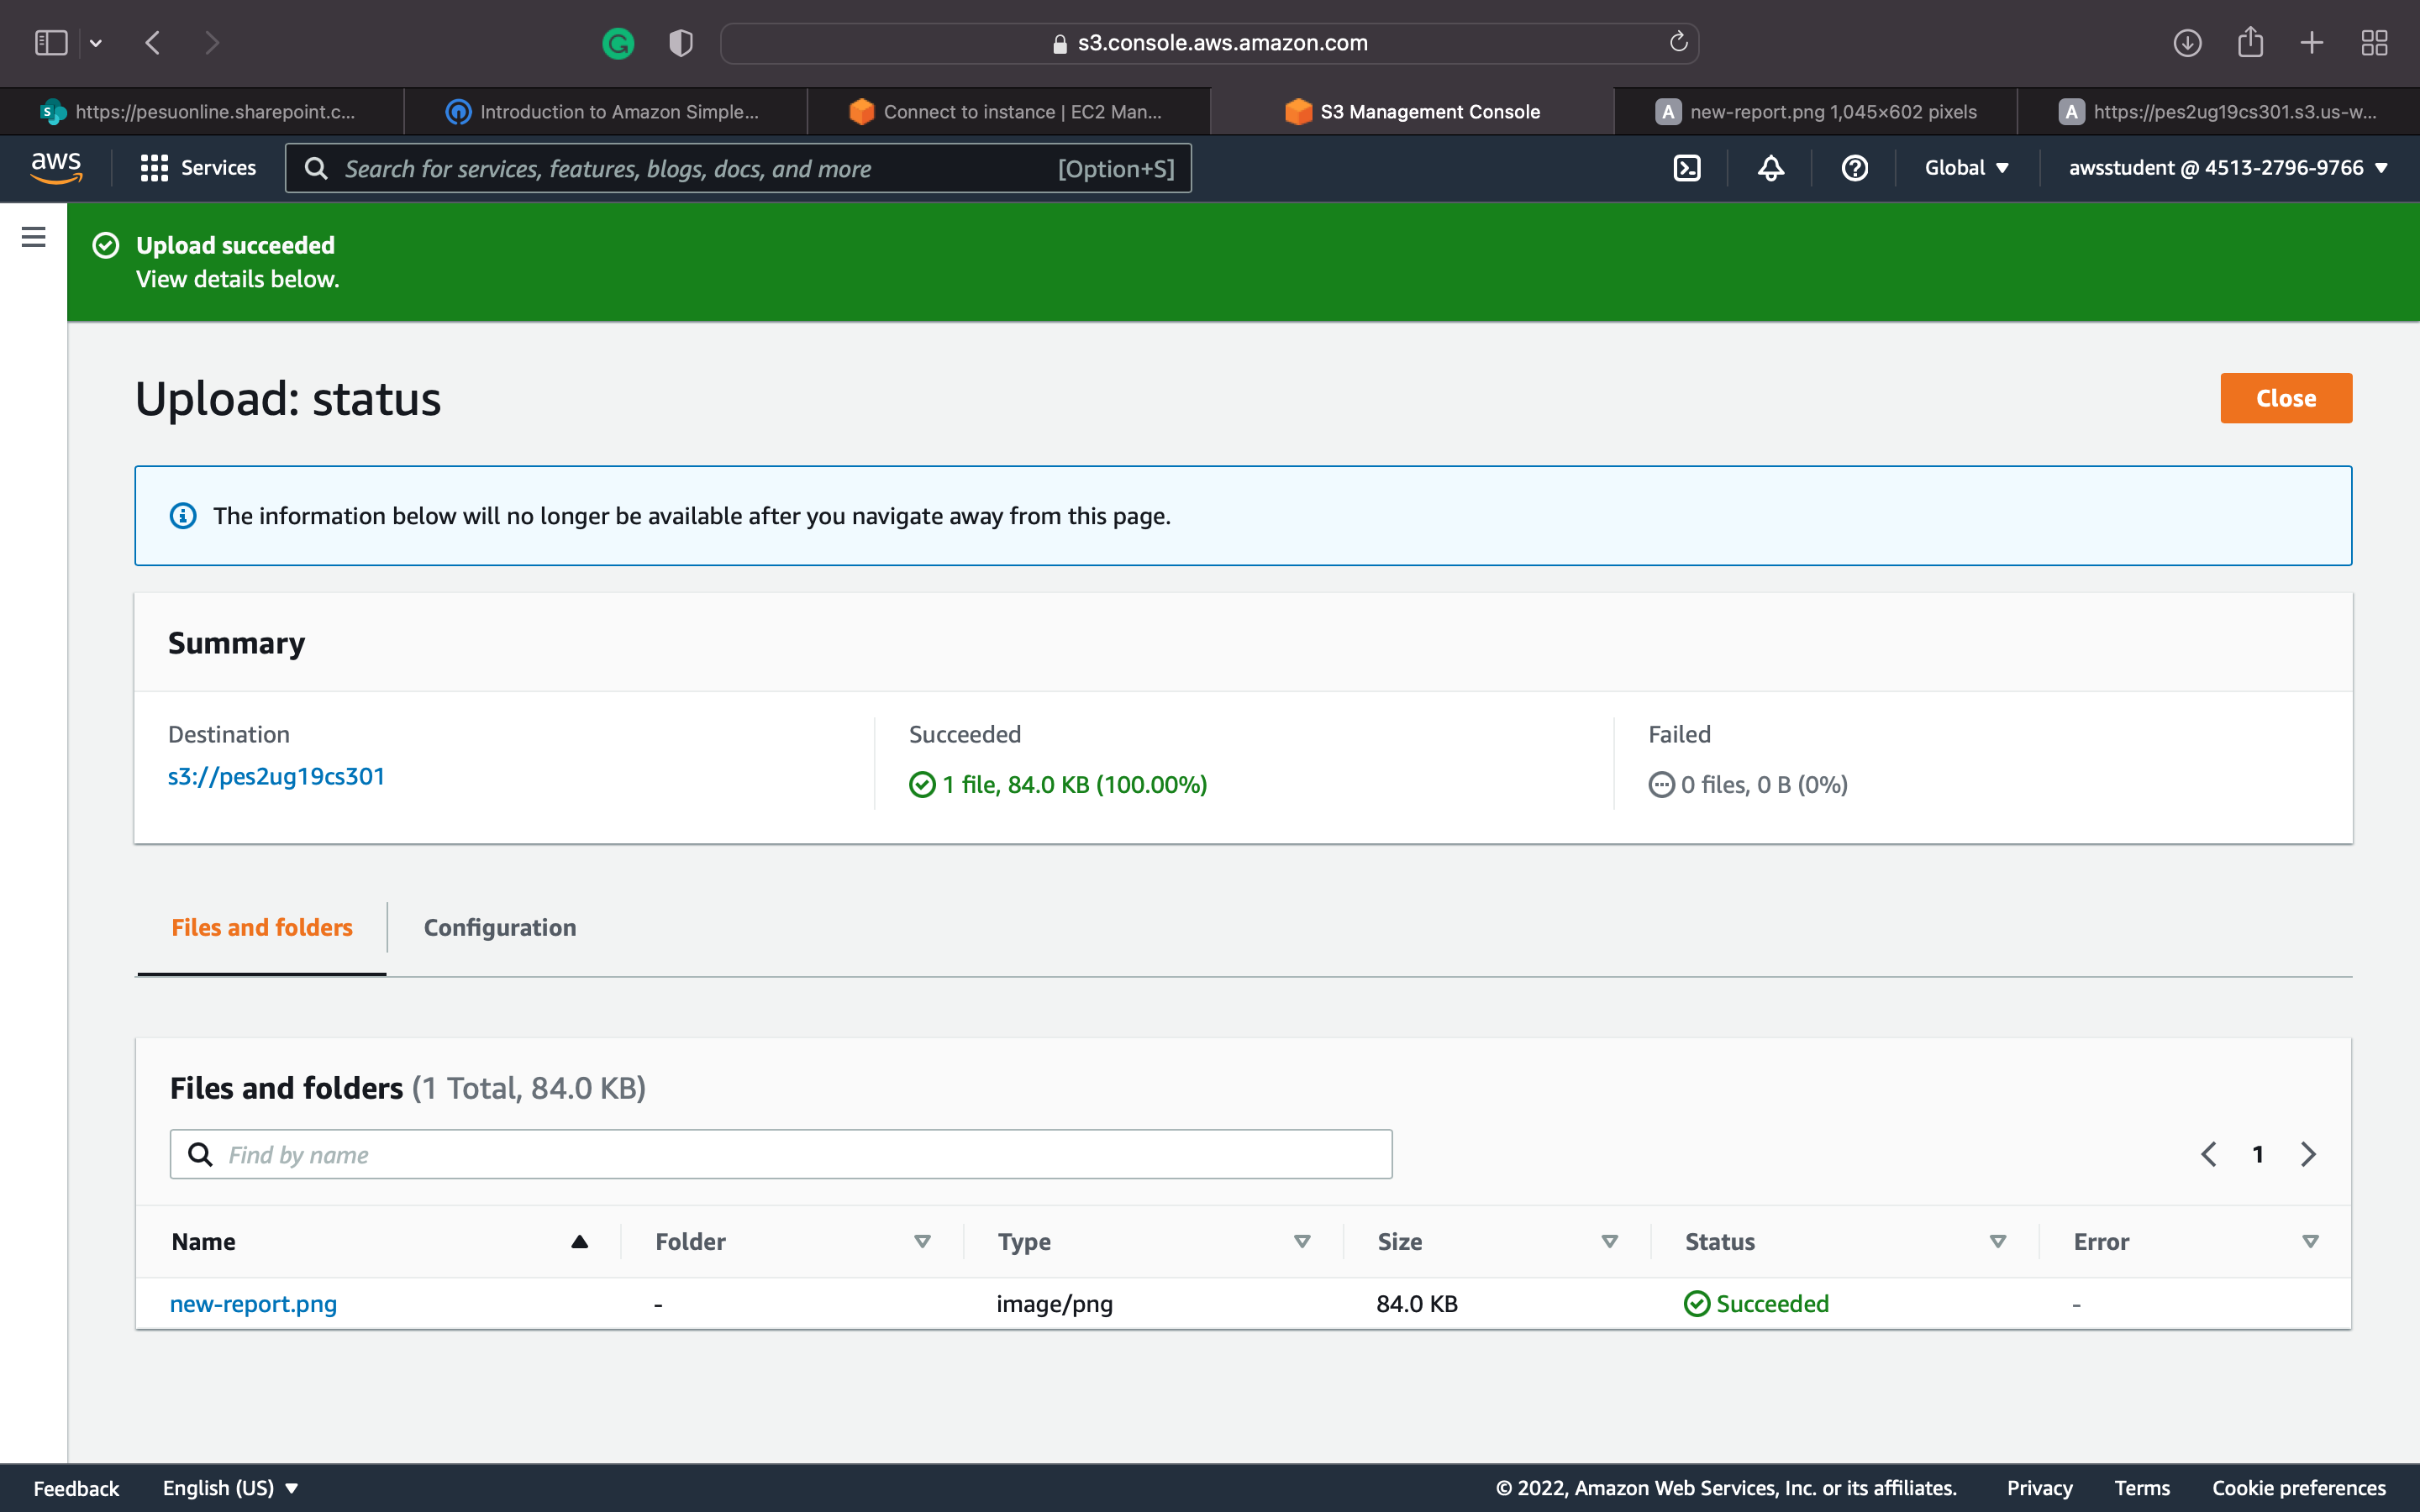 s3.console.aws.amazon.com
https://pesuonline.sharepoint.c...
Introduction to Amazon Simple...
Connect to instance | EC2 Man...
S3 Management Console
A new-report.png 1,045×602 pixels
A https://pes2ug19cs301.s3.us-w...
aws
Services
Search for services, features, blogs, docs, and more [Option+S]
Global
awsstudent @ 4513-2796-9766
Upload succeeded
View details below.
Upload: status
Close
The information below will no longer be available after you navigate away from this page.
Summary
Destination
s3://pes2ug19cs301
Succeeded
1 file, 84.0 KB (100.00%)
Failed
0 files, 0 B (0%)
Files and folders
Configuration
Files and folders (1 Total, 84.0 KB)
Find by name
1
Name Folder Type Size Status Error
new-report.png - image/png 84.0 KB Succeeded -
Feedback English (US) © 2022, Amazon Web Services, Inc. or its affiliates. Privacy Terms Cookie preferences